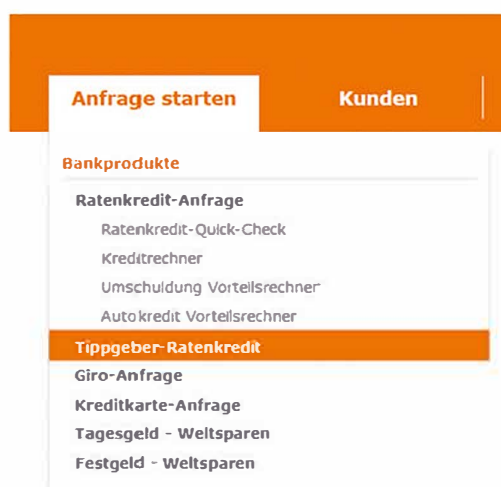 Anfrage starten
Kunden
Bankprodukte
Ratenkredit-Anfrage
Ratenkredit-Quick-Check
Kreditrechner
Umschuldung Vorteilsrechner
Autokredit Vorteilsrechner
Tippgeber-Ratenkredit
Giro-Anfrage
Kreditkarte-Anfrage
Tagesgeld - Weltsparen
Festgeld - Weltsparen